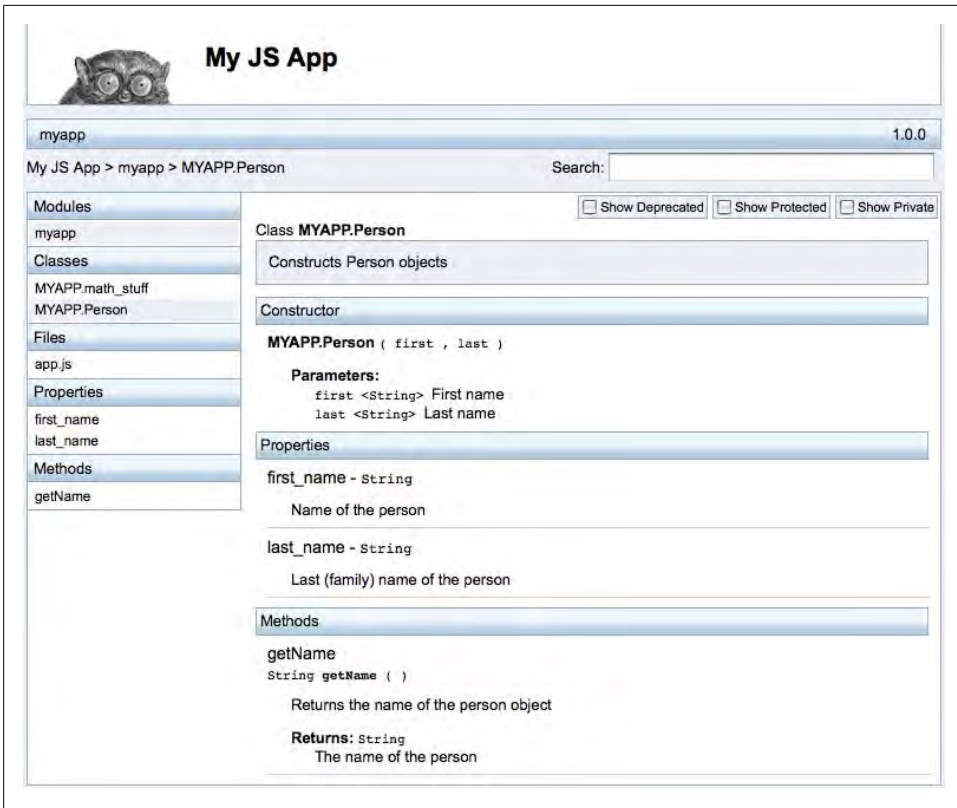 My JS App
myapp 1.0.0
My JS App > myapp > MYAPP.Person Search:
Modules
myapp
Classes
MYAPP.math_stuff
MYAPP.Person
Files
app.js
Properties
first_name
last_name
Methods
getName
Show Deprecated Show Protected Show Private
Class MYAPP.Person
Constructs Person objects
Constructor
MYAPP.Person ( first , last )
Parameters:
first <String> First name
last <String> Last name
Properties
first_name - String
Name of the person
last_name - String
Last (family) name of the person
Methods
getName
String getName ( )
Returns the name of the person object
Returns: String
The name of the person